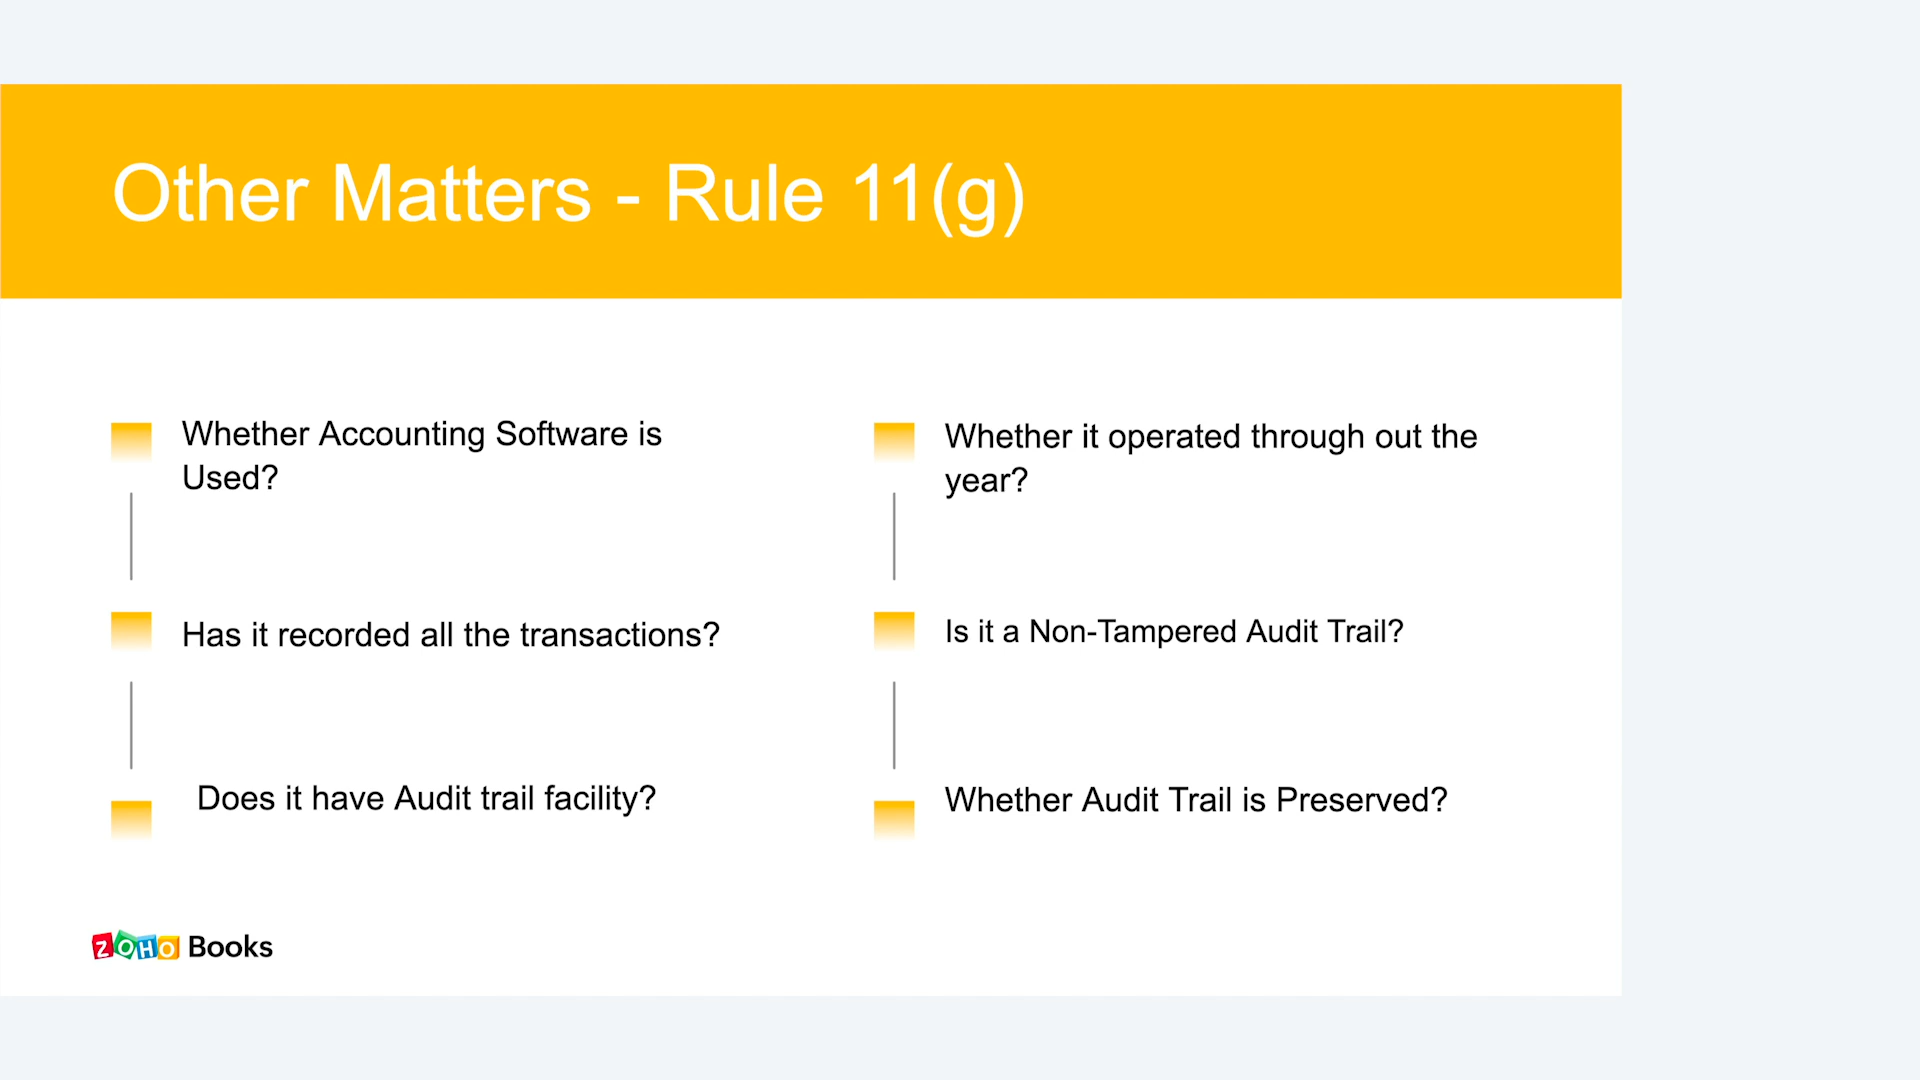 Other Matters - Rule 11(g)
Whether Accounting Software is
Used?
Has it recorded all the transactions?
Does it have Audit trail facility?
Whether it operated through out the
year?
Is it a Non-Tampered Audit Trail?
Whether Audit Trail is Preserved?
ZOHO Books